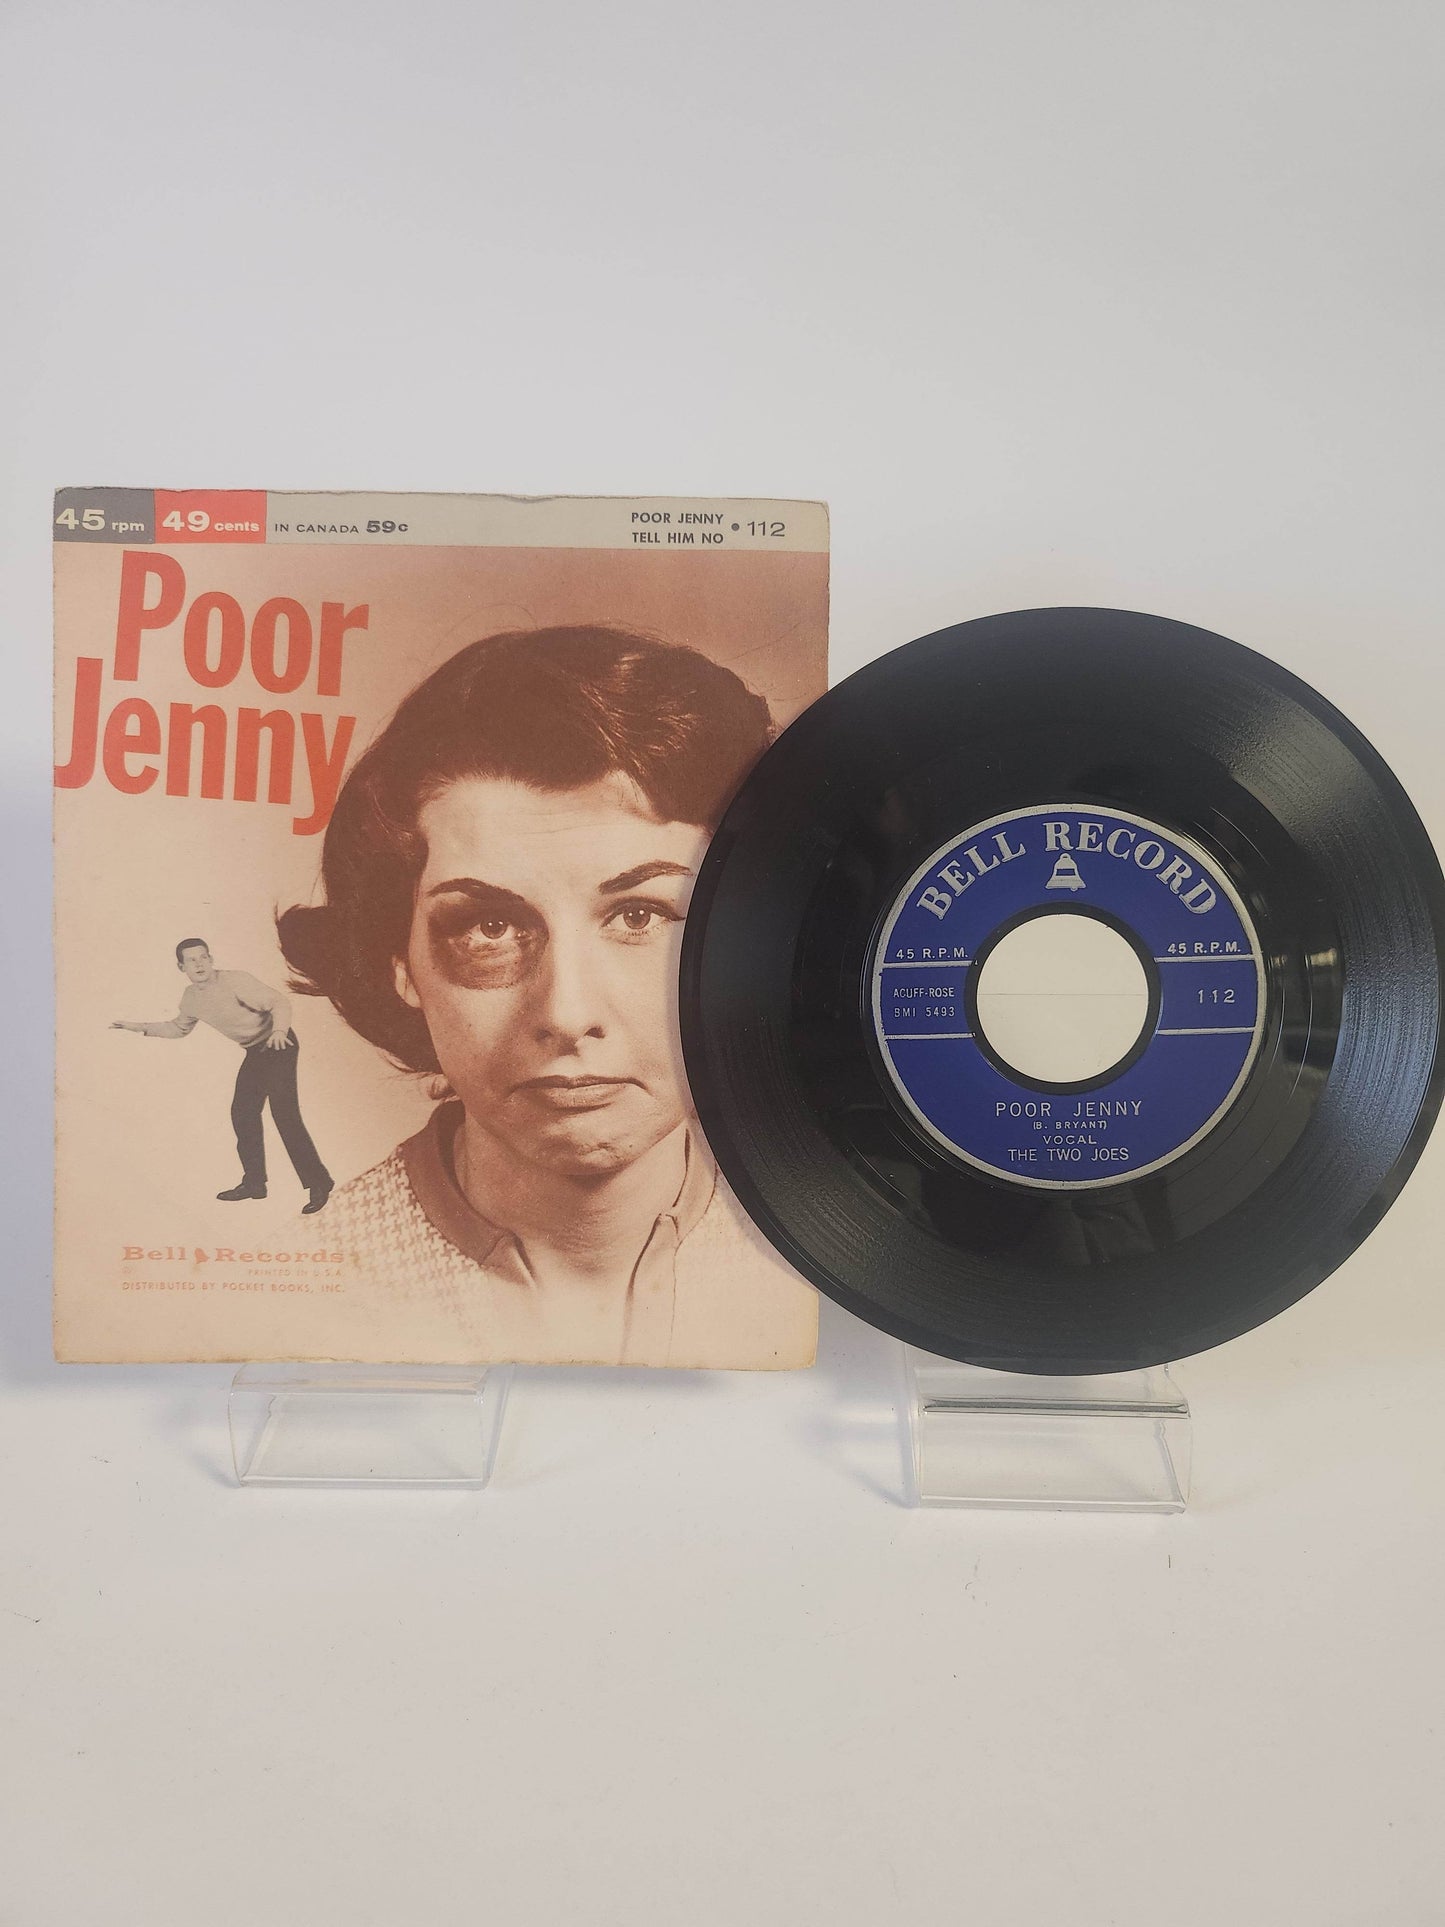 45 rpm 49 cents IN CANADA 59c
POOR JENNY
TELL HIM NO • 112
Poor
Jenny
Bell Records
PRINTED IN U.S.A.
DISTRIBUTED BY POCKET BOOKS, INC.
BELL RECORD
45 R.P.M. 45 R.P.M.
ACUFF-ROSE
BMI 5493
112
POOR JENNY
(B. BRYANT)
VOCAL
THE TWO JOES